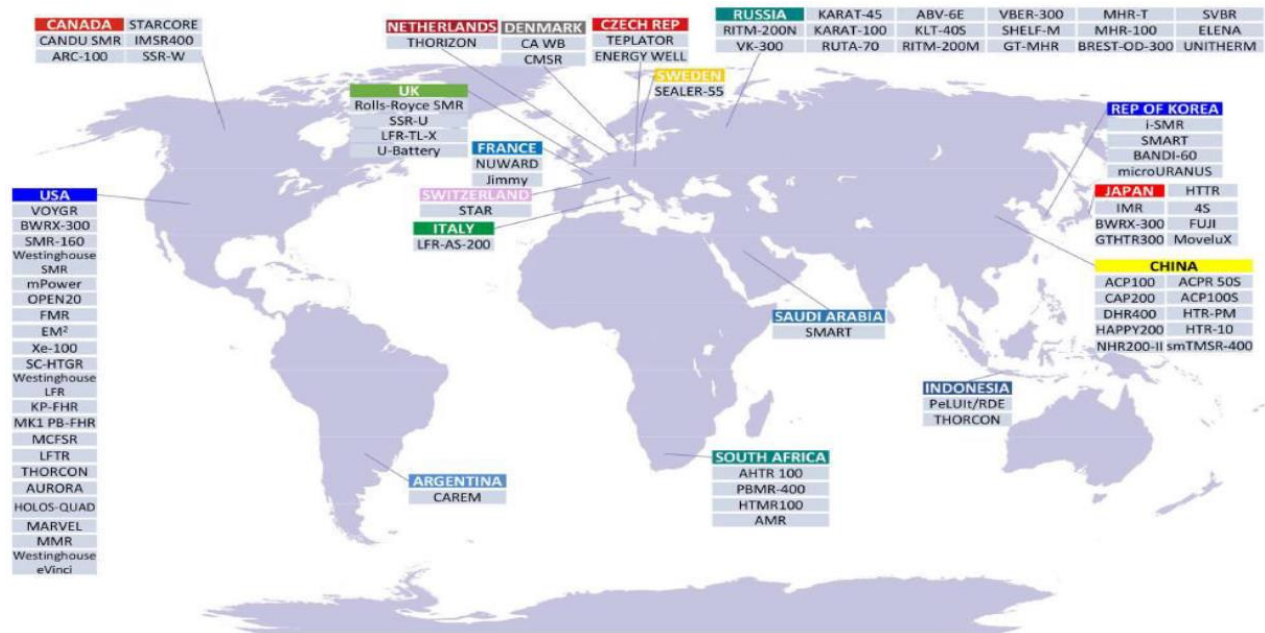 CANADA STARCORE
CANDU SMR IMSR400
ARC-100 SSR-W
NETHERLANDS
THORIZON
DENMARK
CA WB
CMSR
CZECH REP
TEPLATOR
ENERGY WELL
SWEDEN
SEALER-55
RUSSIA KARAT-45 ABV-6E VBER-300 MHR-T SVBR
RITM-200N KARAT-100 KLT-40S SHELF-M MHR-100 ELENA
VK-300 RUTA-70 RITM-200M GT-MHR BREST-OD-300 UNITHERM
UK
Rolls-Royce SMR
SSR-U
LFR-TL-X
U-Battery
FRANCE
NUWARD
Jimmy
SWITZERLAND
STAR
ITALY
LFR-AS-200
REP OF KOREA
i-SMR
SMART
BANDI-60
microURANUS
JAPAN HTTR
IMR 4S
BWRX-300 FUJI
GTHTR300 MoveluX
CHINA
ACP100 ACPR 50S
CAP200 ACP100S
DHR400 HTR-PM
HAPPY200 HTR-10
NHR200-II smTMSR-400
USA
VOYGR
BWRX-300
SMR-160
Westinghouse
SMR
mPower
OPEN20
FMR
EM²
Xe-100
SC-HTGR
Westinghouse
LFR
KP-FHR
MK1 PB-FHR
MCFSR
LFTR
THORCON
AURORA
HOLOS-QUAD
MARVEL
MMR
Westinghouse
eVinci
SAUDI ARABIA
SMART
INDONESIA
PeLUIt/RDE
THORCON
ARGENTINA
CAREM
SOUTH AFRICA
AHTR 100
PBMR-400
HTMR100
AMR